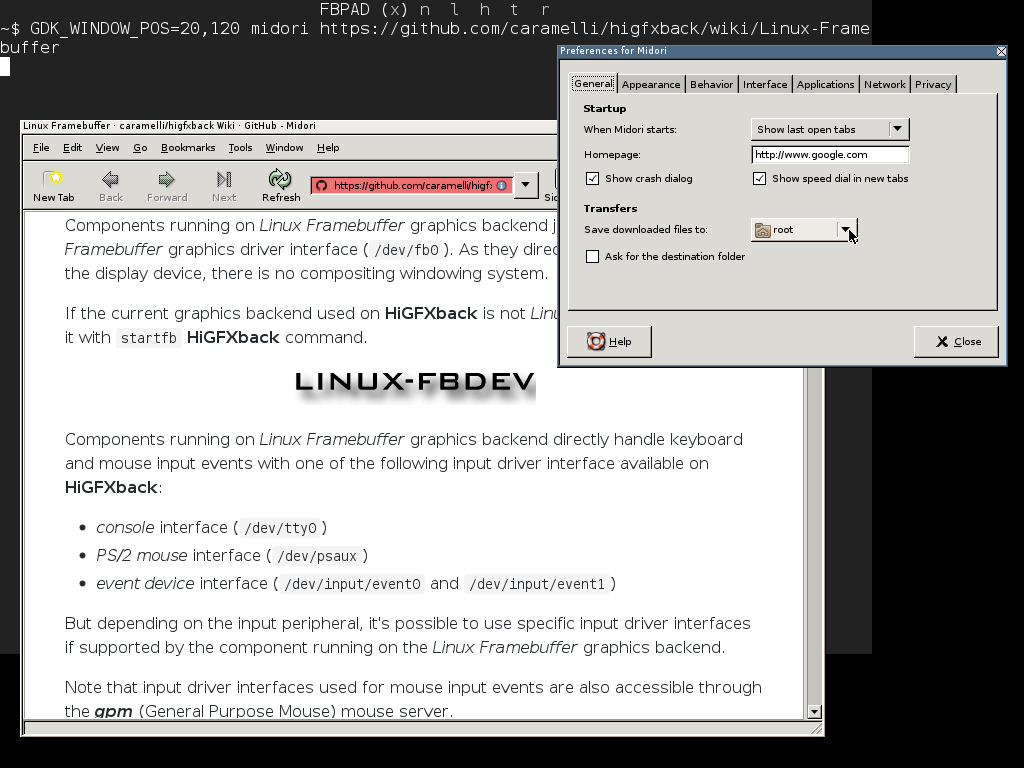 FBPAD (x) n l h t r
~$ GDK_WINDOW_POS=20,120 midori https://github.com/caramelli/higfxback/wiki/Linux-Frame
buffer
Preferences for Midori
General Appearance Behavior Interface Applications Network Privacy
Startup
When Midori starts: Show last open tabs
Homepage: http://www.google.com
Show crash dialog Show speed dial in new tabs
Transfers
Save downloaded files to: root
Ask for the destination folder
Help Close
Linux Framebuffer · caramelli/higfxback Wiki · GitHub - Midori
File Edit View Go Bookmarks Tools Window Help
New Tab Back Forward Next Refresh https://github.com/caramelli/higf:
Components running on Linux Framebuffer graphics backend j
Framebuffer graphics driver interface ( /dev/fb0 ). As they direc
the display device, there is no compositing windowing system.
If the current graphics backend used on HiGFXback is not Linu
it with startfb HiGFXback command.
LINUX-FBDEV
Components running on Linux Framebuffer graphics backend directly handle keyboard
and mouse input events with one of the following input driver interface available on
HiGFXback:
• console interface ( /dev/tty0 )
• PS/2 mouse interface ( /dev/psaux )
• event device interface ( /dev/input/event0 and /dev/input/event1 )
But depending on the input peripheral, it's possible to use specific input driver interfaces
if supported by the component running on the Linux Framebuffer graphics backend.
Note that input driver interfaces used for mouse input events are also accessible through
the gpm (General Purpose Mouse) mouse server.